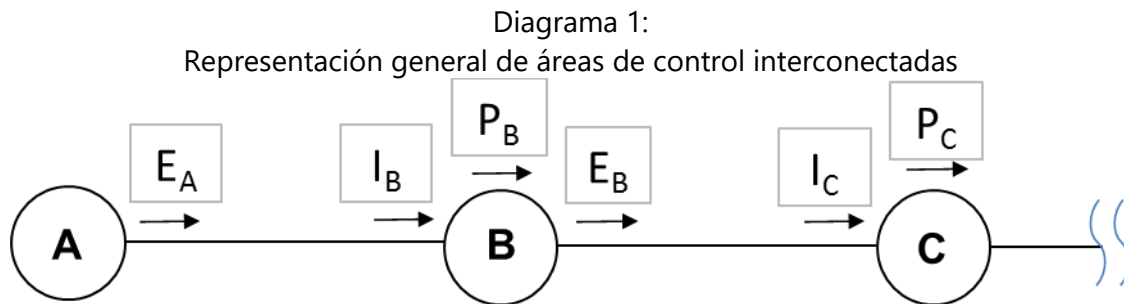 Diagrama 1:
Representación general de áreas de control interconectadas
P_B
P_C
E_A
I_B
E_B
I_C
A
B
C